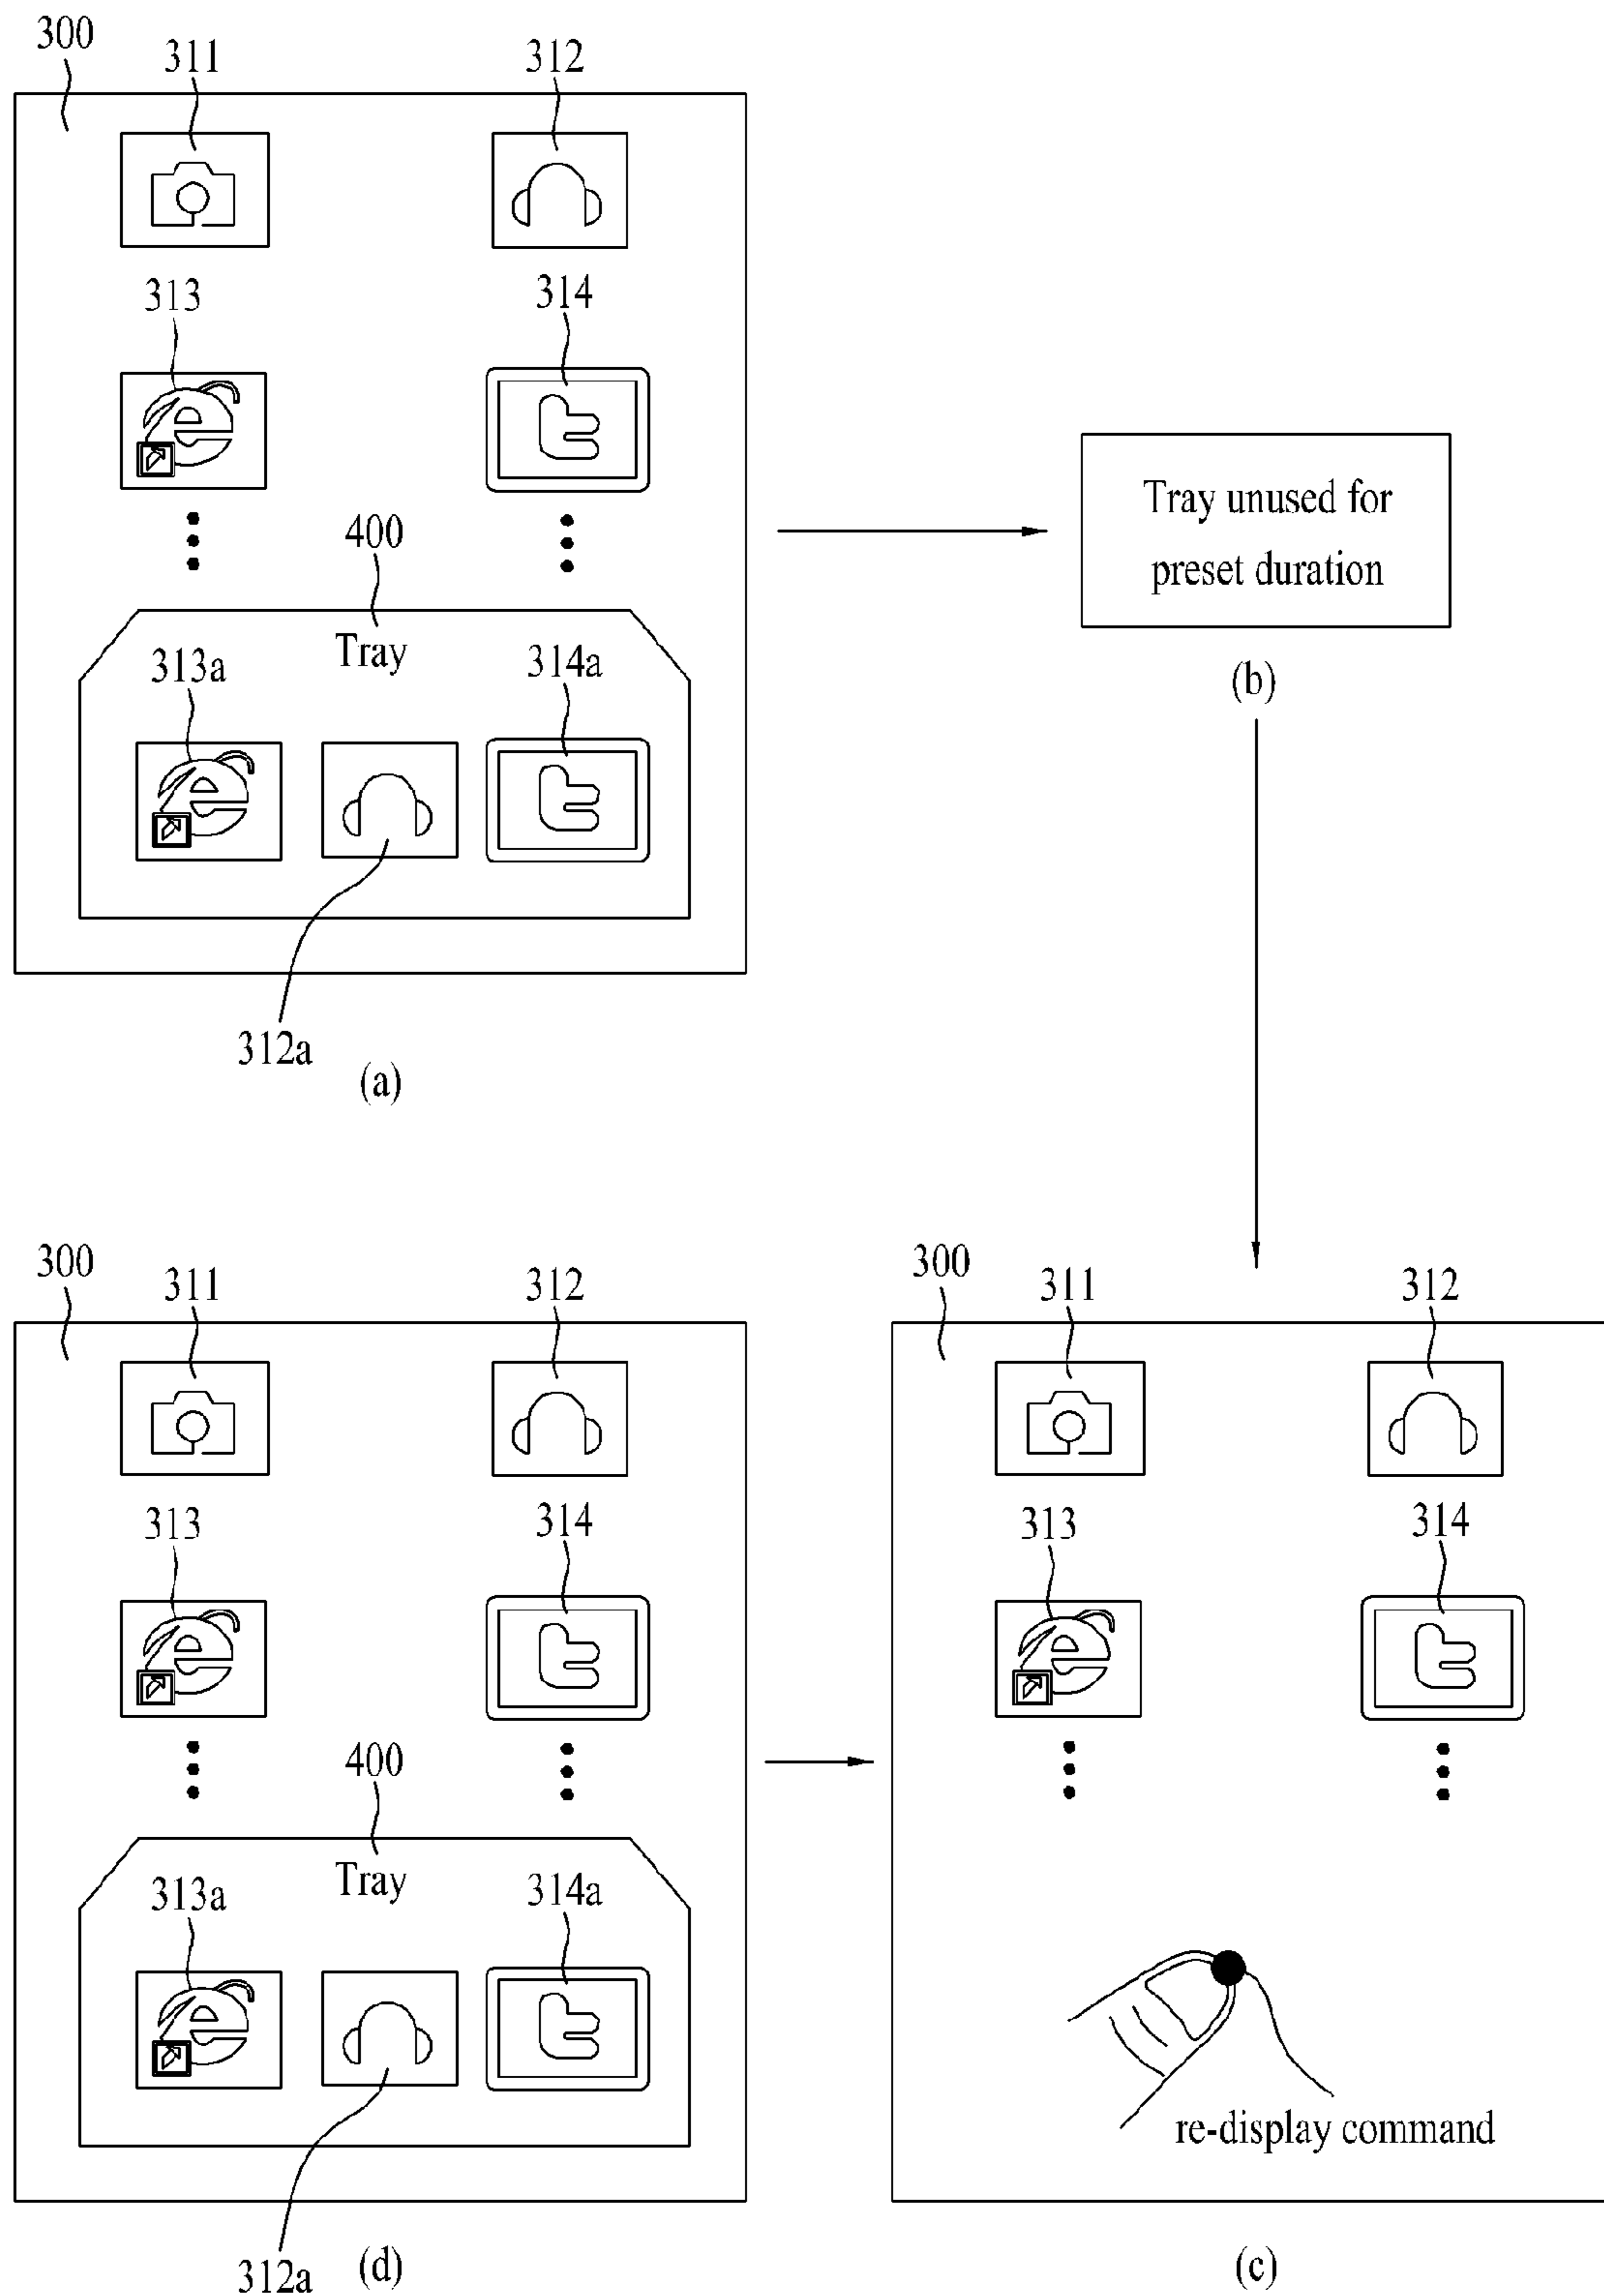 300
311
312
313
314
400
Tray
313a
314a
312a
(a)
Tray unused for
preset duration
(b)
300
311
312
313
314
400
Tray
313a
314a
312a
(d)
300
311
312
313
314
re-display command
(c)